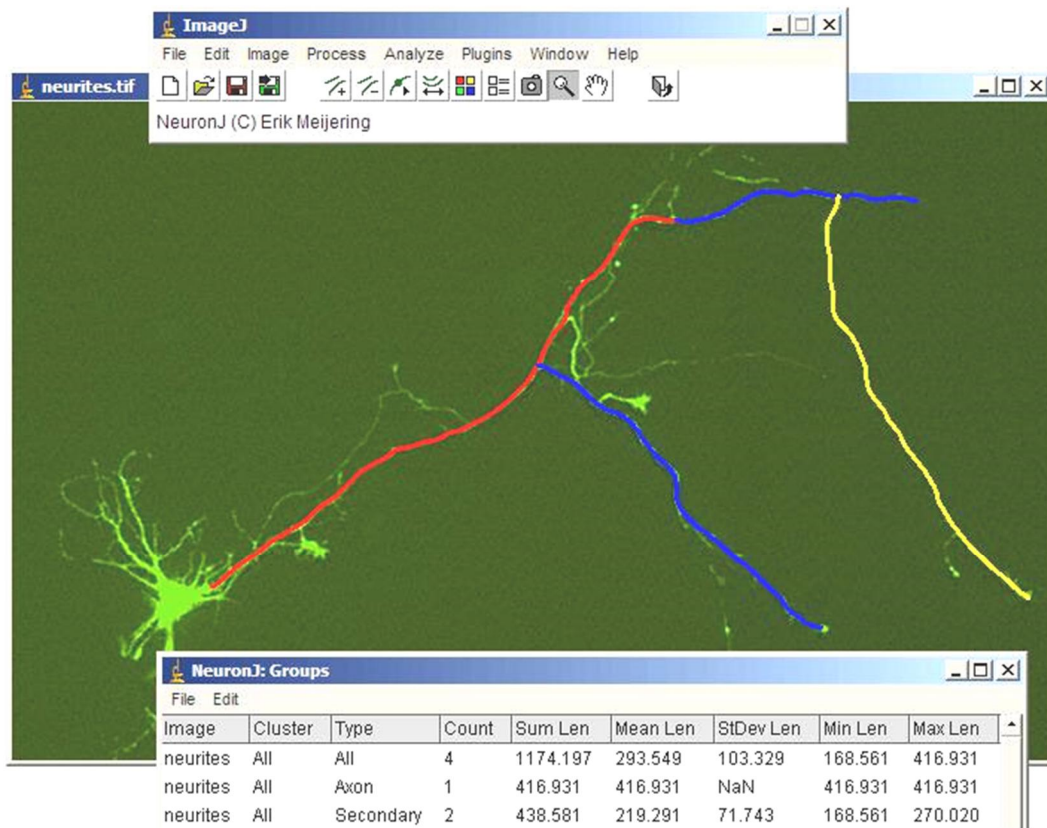 ImageJ
File Edit Image Process Analyze Plugins Window Help
neurites.tif
NeuronJ (C) Erik Meijering
NeuronJ: Groups
File Edit
Image Cluster Type Count Sum Len Mean Len StDev Len Min Len Max Len
neurites All All 4 1174.197 293.549 103.329 168.561 416.931
neurites All Axon 1 416.931 416.931 NaN 416.931 416.931
neurites All Secondary 2 438.581 219.291 71.743 168.561 270.020